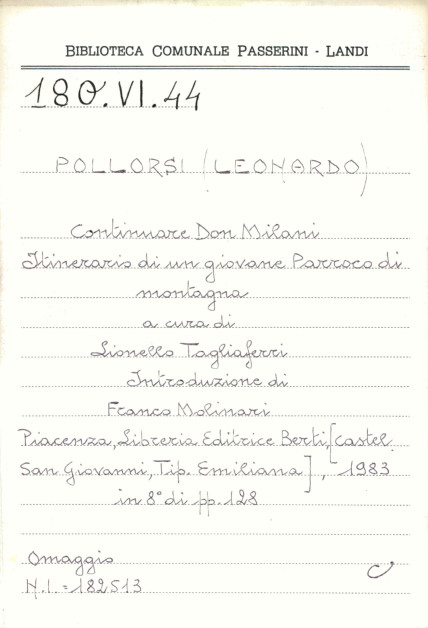 BIBLIOTECA COMUNALE PASSERINI - LANDI
180.VI.44
POLLORSI (LEONARDO)
Continuare Don Milani
Itinerario di un giovane Parroco di
montagna
a cura di
Lionello Tagliaferri
Introduzione di
Franco Molinari
Piacenza, Libreria Editrice Berti, [Castel
San Giovanni, Tip. Emiliana], 1983
in 8° di pp. 128
Omaggio
N.I. = 182513